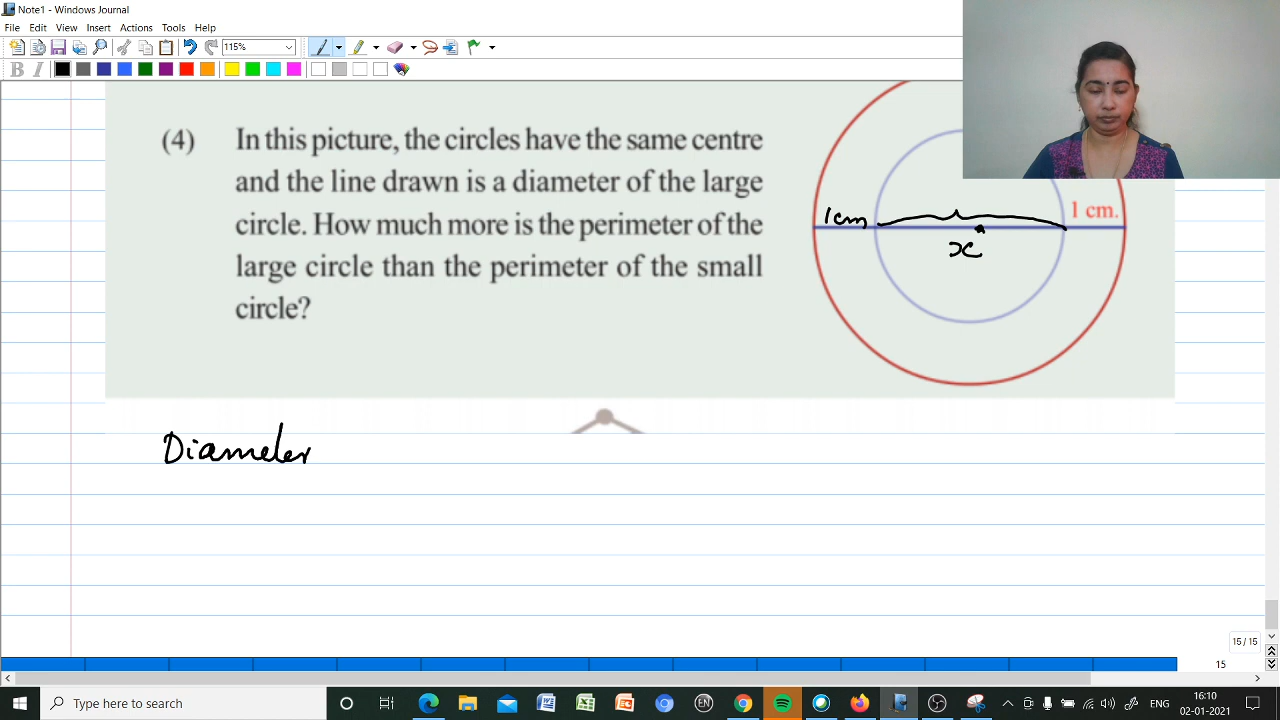 Note1 - Windows Journal
File Edit View Insert Actions Tools Help
115%
B I
(4) In this picture, the circles have the same centre
and the line drawn is a diameter of the large
circle. How much more is the perimeter of the
large circle than the perimeter of the small
circle?
1cm
1 cm.
x
Diameter
15 / 15
15
Type here to search
EN
ENG
16:10
02-01-2021